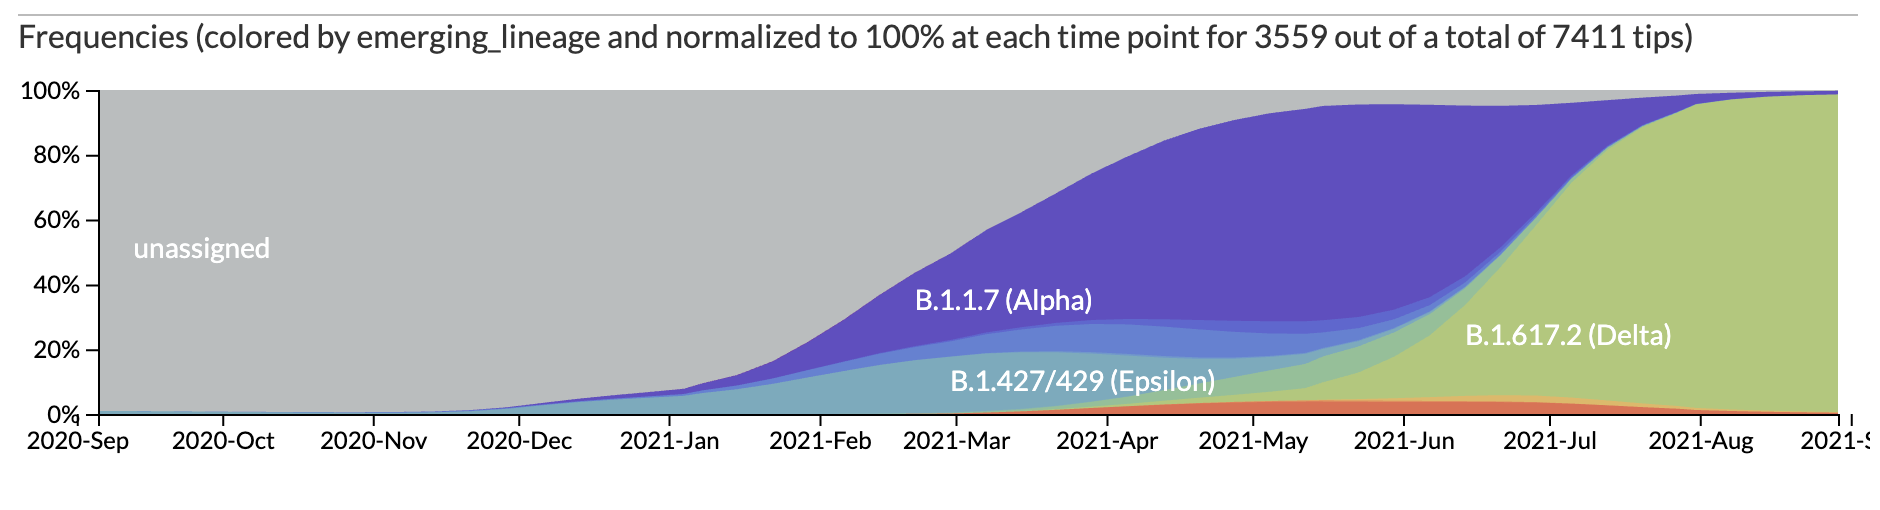 Frequencies (colored by emerging_lineage and normalized to 100% at each time point for 3559 out of a total of 7411 tips)
100%
80%
60%
40%
20%
0%
unassigned
B.1.1.7 (Alpha)
B.1.617.2 (Delta)
B.1.427/429 (Epsilon)
2020-Sep 2020-Oct 2020-Nov 2020-Dec 2021-Jan 2021-Feb 2021-Mar 2021-Apr 2021-May 2021-Jun 2021-Jul 2021-Aug